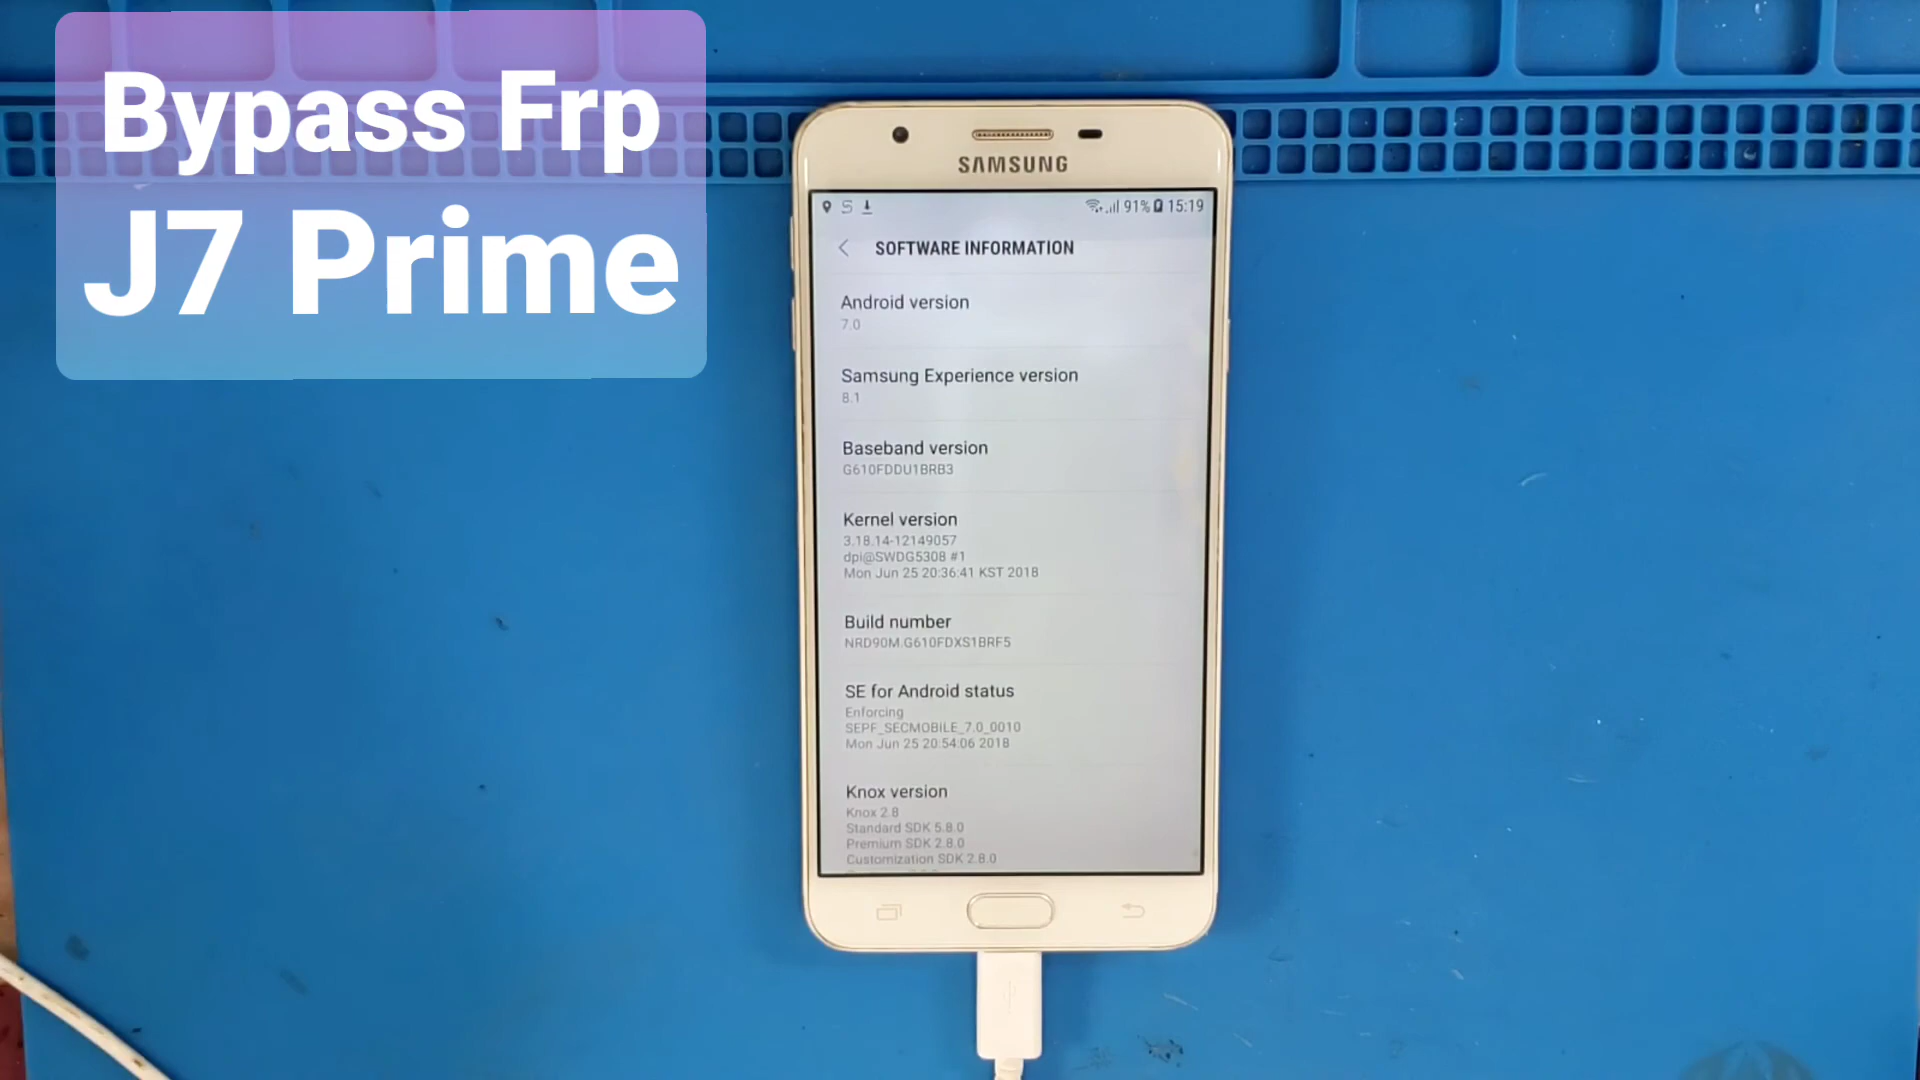 Bypass Frp
J7 Prime
SAMSUNG
91% 15:19
SOFTWARE INFORMATION
Android version
7.0
Samsung Experience version
8.1
Baseband version
G610FDDU1BRB3
Kernel version
3.18.14-12149057
dpi@SWDG5308 #1
Mon Jun 25 20:36:41 KST 2018
Build number
NRD90M.G610FDXS1BRF5
SE for Android status
Enforcing
SEPF_SECMOBILE_7.0_0010
Mon Jun 25 20:54:06 2018
Knox version
Knox 2.8
Standard SDK 5.8.0
Premium SDK 2.8.0
Customization SDK 2.8.0